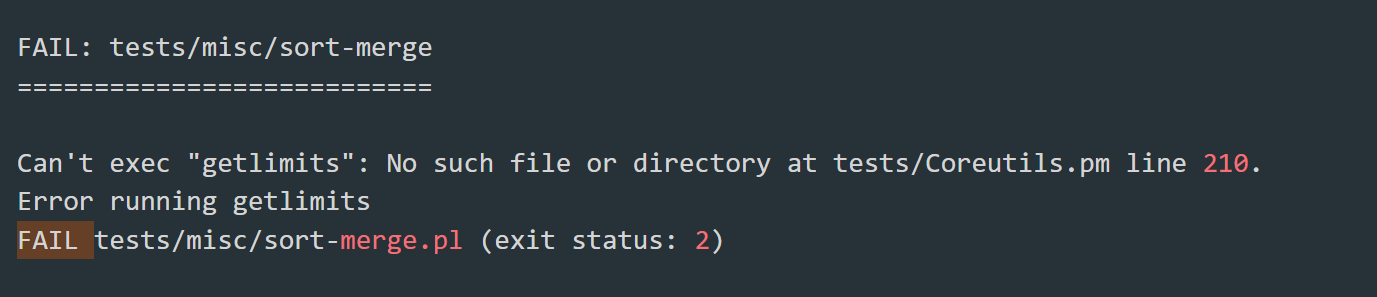 FAIL: tests/misc/sort-merge
===========================
Can't exec "getlimits": No such file or directory at tests/Coreutils.pm line 210.
Error running getlimits
FAIL tests/misc/sort-merge.pl (exit status: 2)